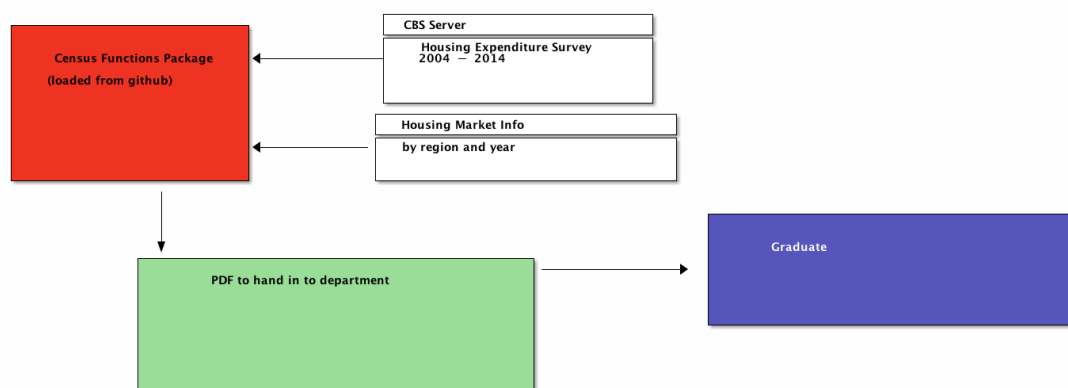 CBS Server
Census Functions Package
(loaded from github)
Housing Expenditure Survey
2004 — 2014
Housing Market Info
by region and year
PDF to hand in to department
Graduate